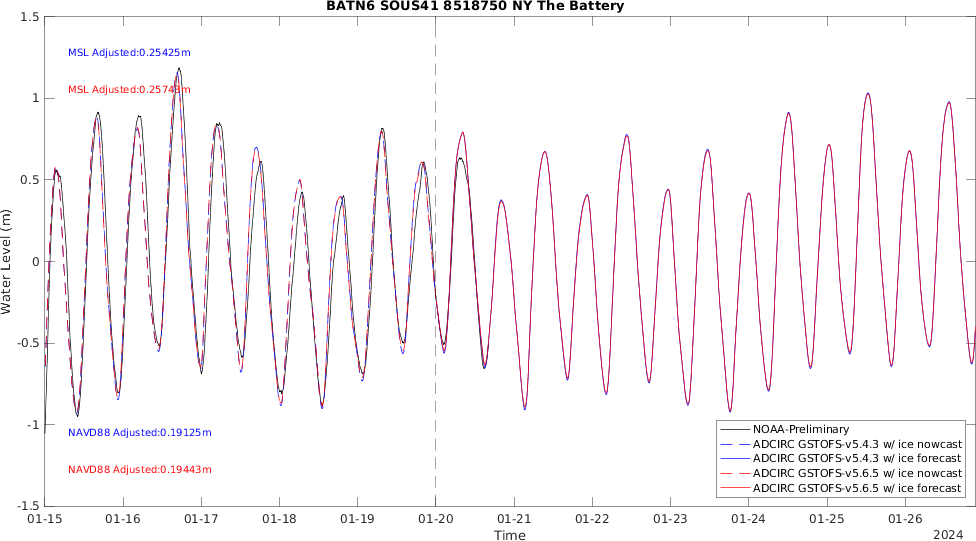 BATN6 SOUS41 8518750 NY The Battery
1.5
1
0.5
0
-0.5
-1
-1.5
Water Level (m)
MSL Adjusted:0.25425m
MSL Adjusted:0.25743m
NAVD88 Adjusted:0.19125m
NAVD88 Adjusted:0.19443m
NOAA-Preliminary
ADCIRC GSTOFS-v5.4.3 w/ ice nowcast
ADCIRC GSTOFS-v5.4.3 w/ ice forecast
ADCIRC GSTOFS-v5.6.5 w/ ice nowcast
ADCIRC GSTOFS-v5.6.5 w/ ice forecast
01-15 01-16 01-17 01-18 01-19 01-20 01-21 01-22 01-23 01-24 01-25 01-26
Time
2024